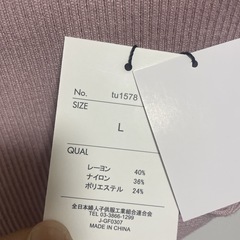 No. tu1578
SIZE
L
QUAL
レーヨン 40%
ナイロン 36%
ポリエステル 24%
全日本婦人子供服工業組合連合会
TEL 03-3866-1299
J-GF0307
MADE IN CHINA